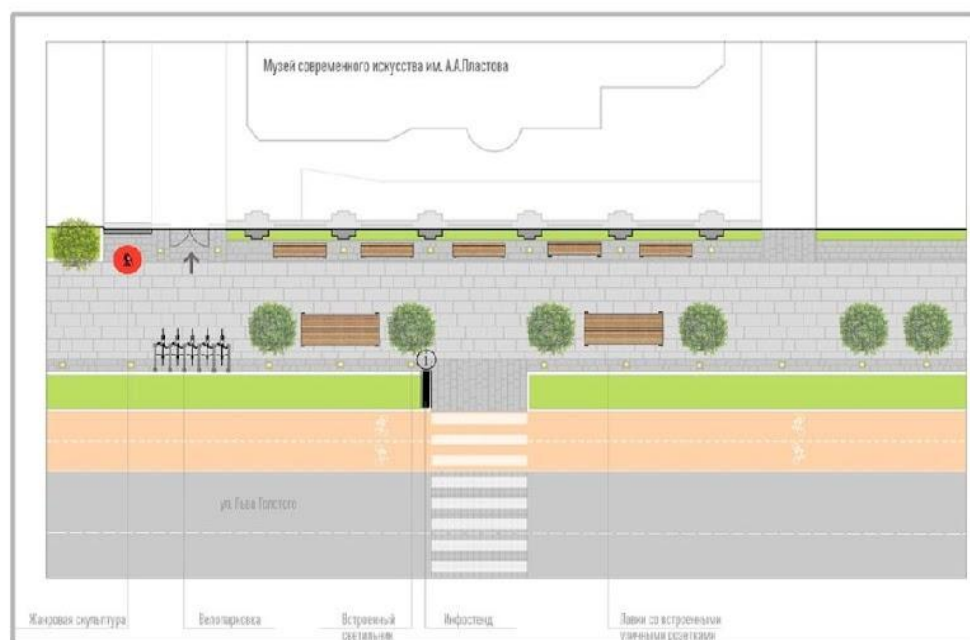 Музей современного искусства им. А.А.Пластова
i
ул. Льва Толстого
Жанровая скульптура
Велопарковка
Встроенный
светильник
Инфостенд
Лавки со встроенными
уличными розетками